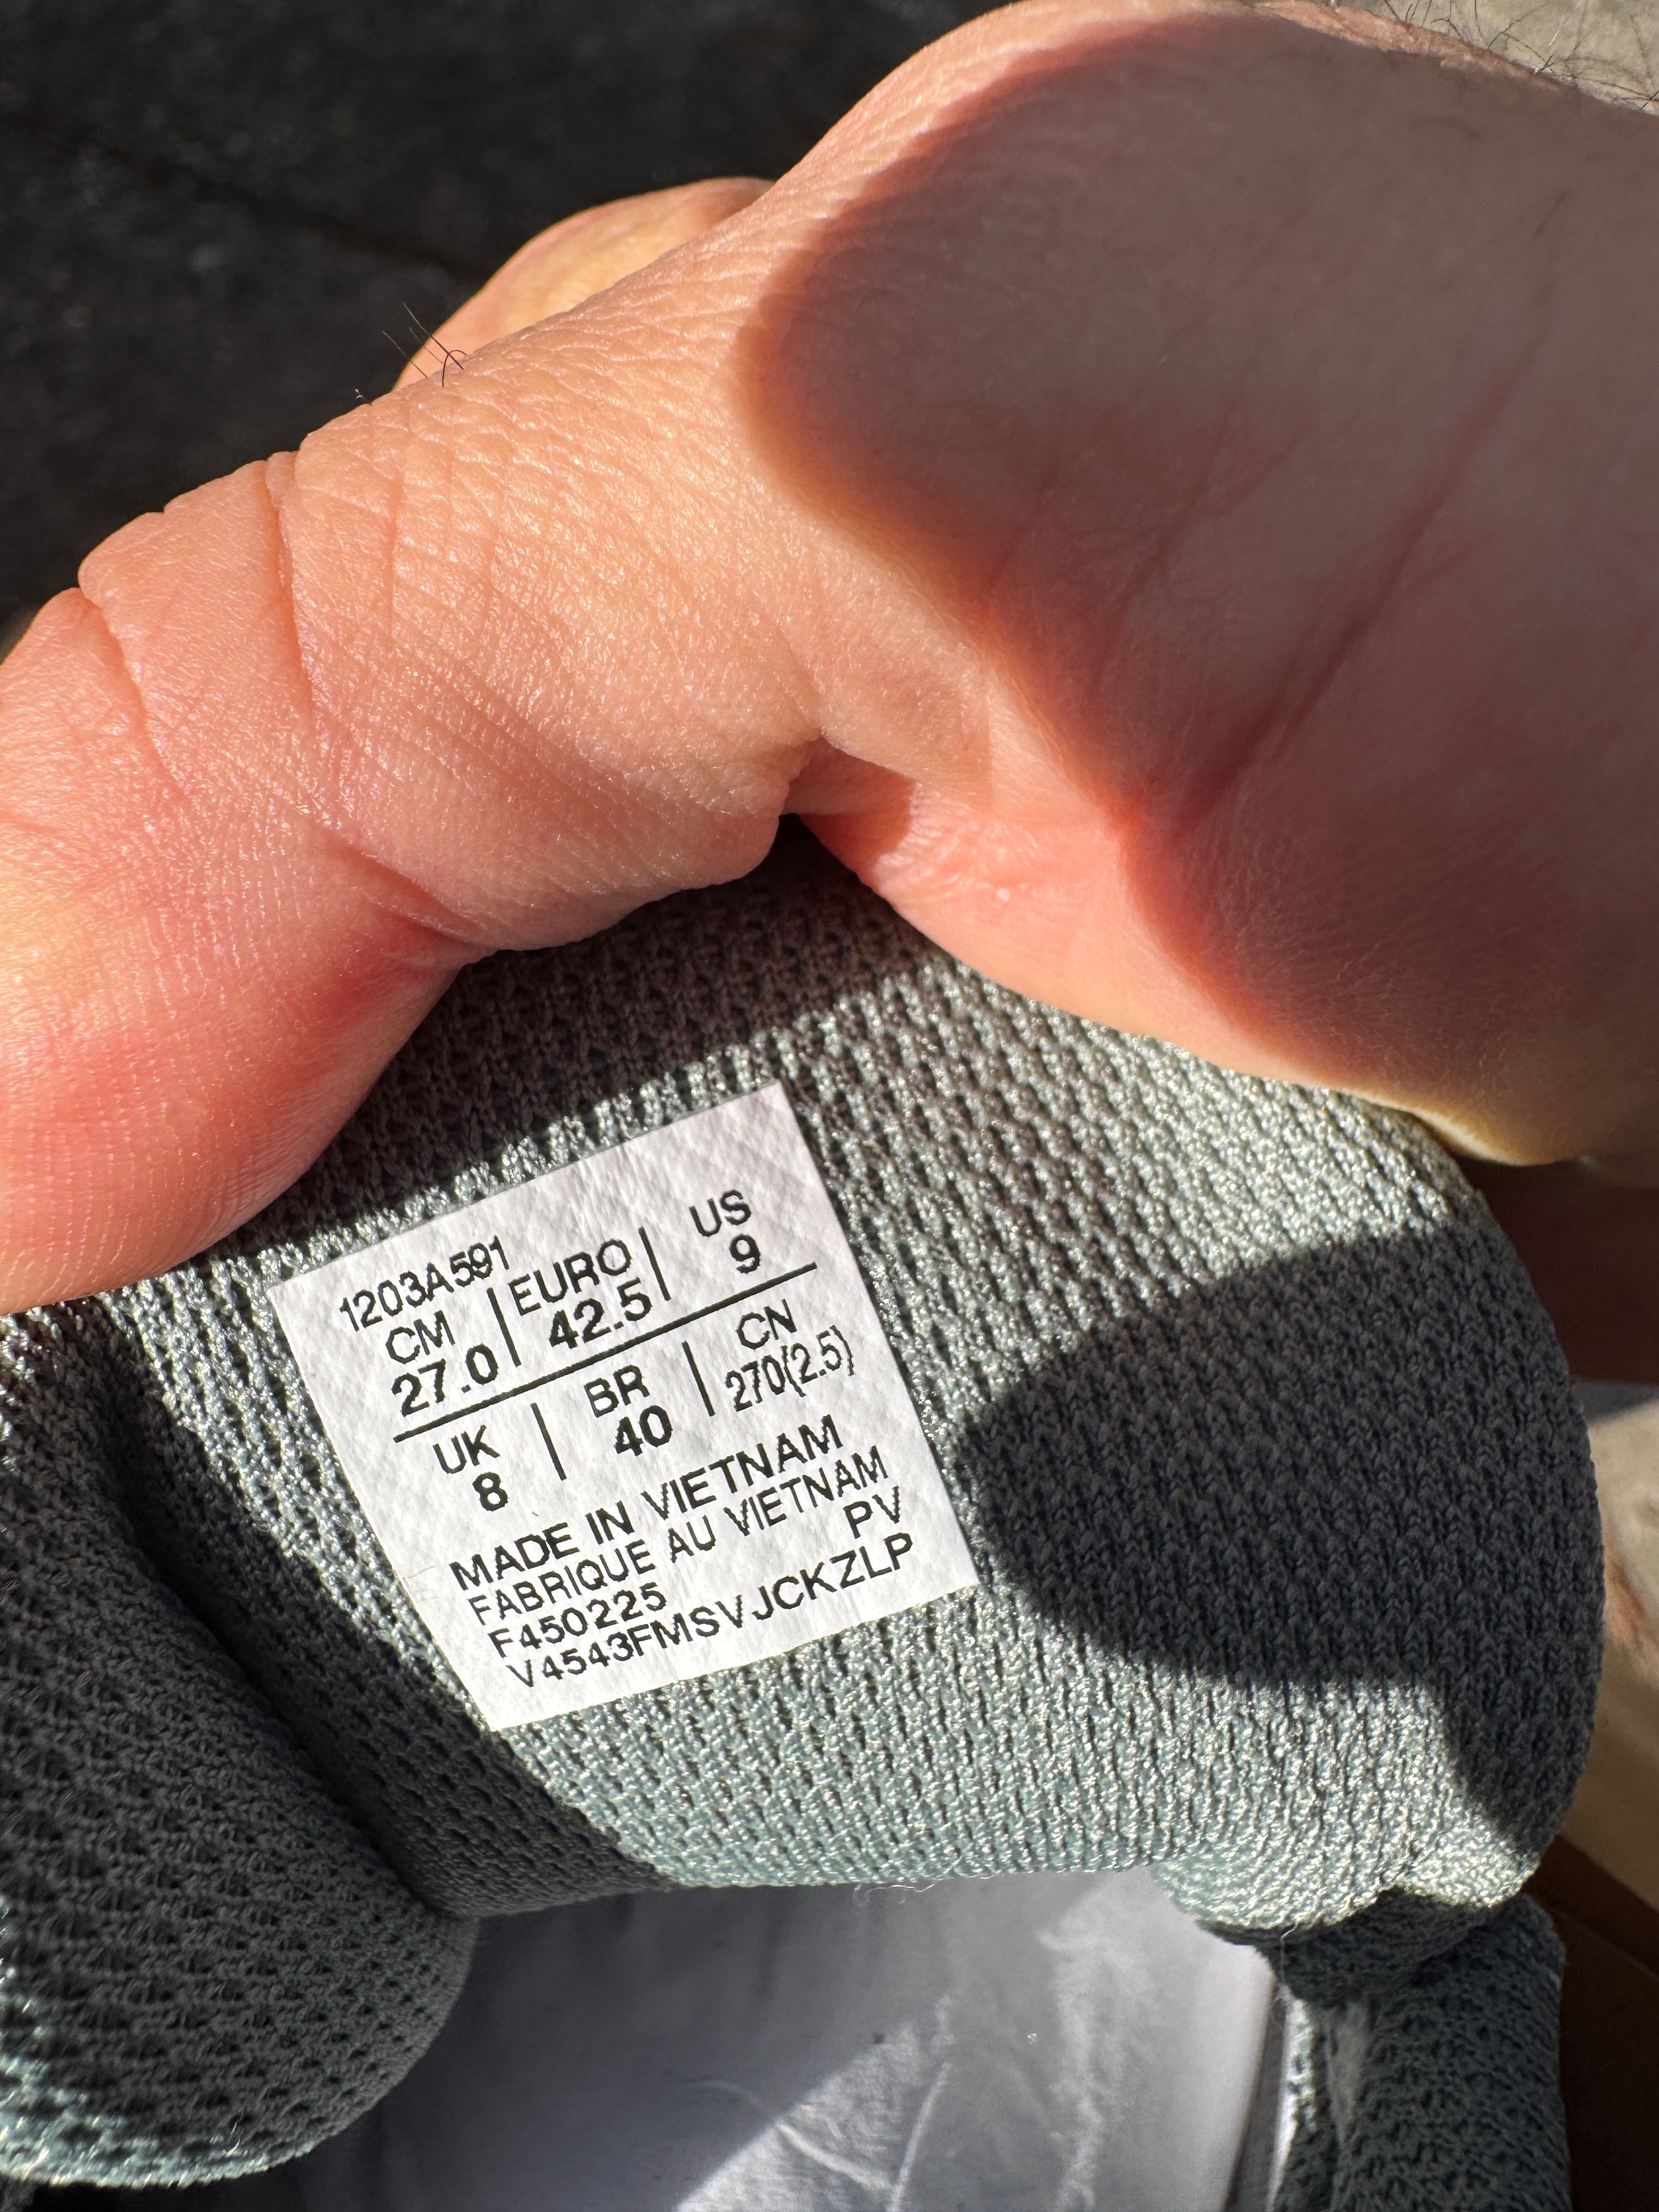 1203A591
CM | EURO | US
27.0 | 42.5 | 9
UK | BR | CN
8 | 40 | 270(2.5)
MADE IN VIETNAM
FABRIQUE AU VIETNAM
F450225 PV
V4543FMSVJCKZLP